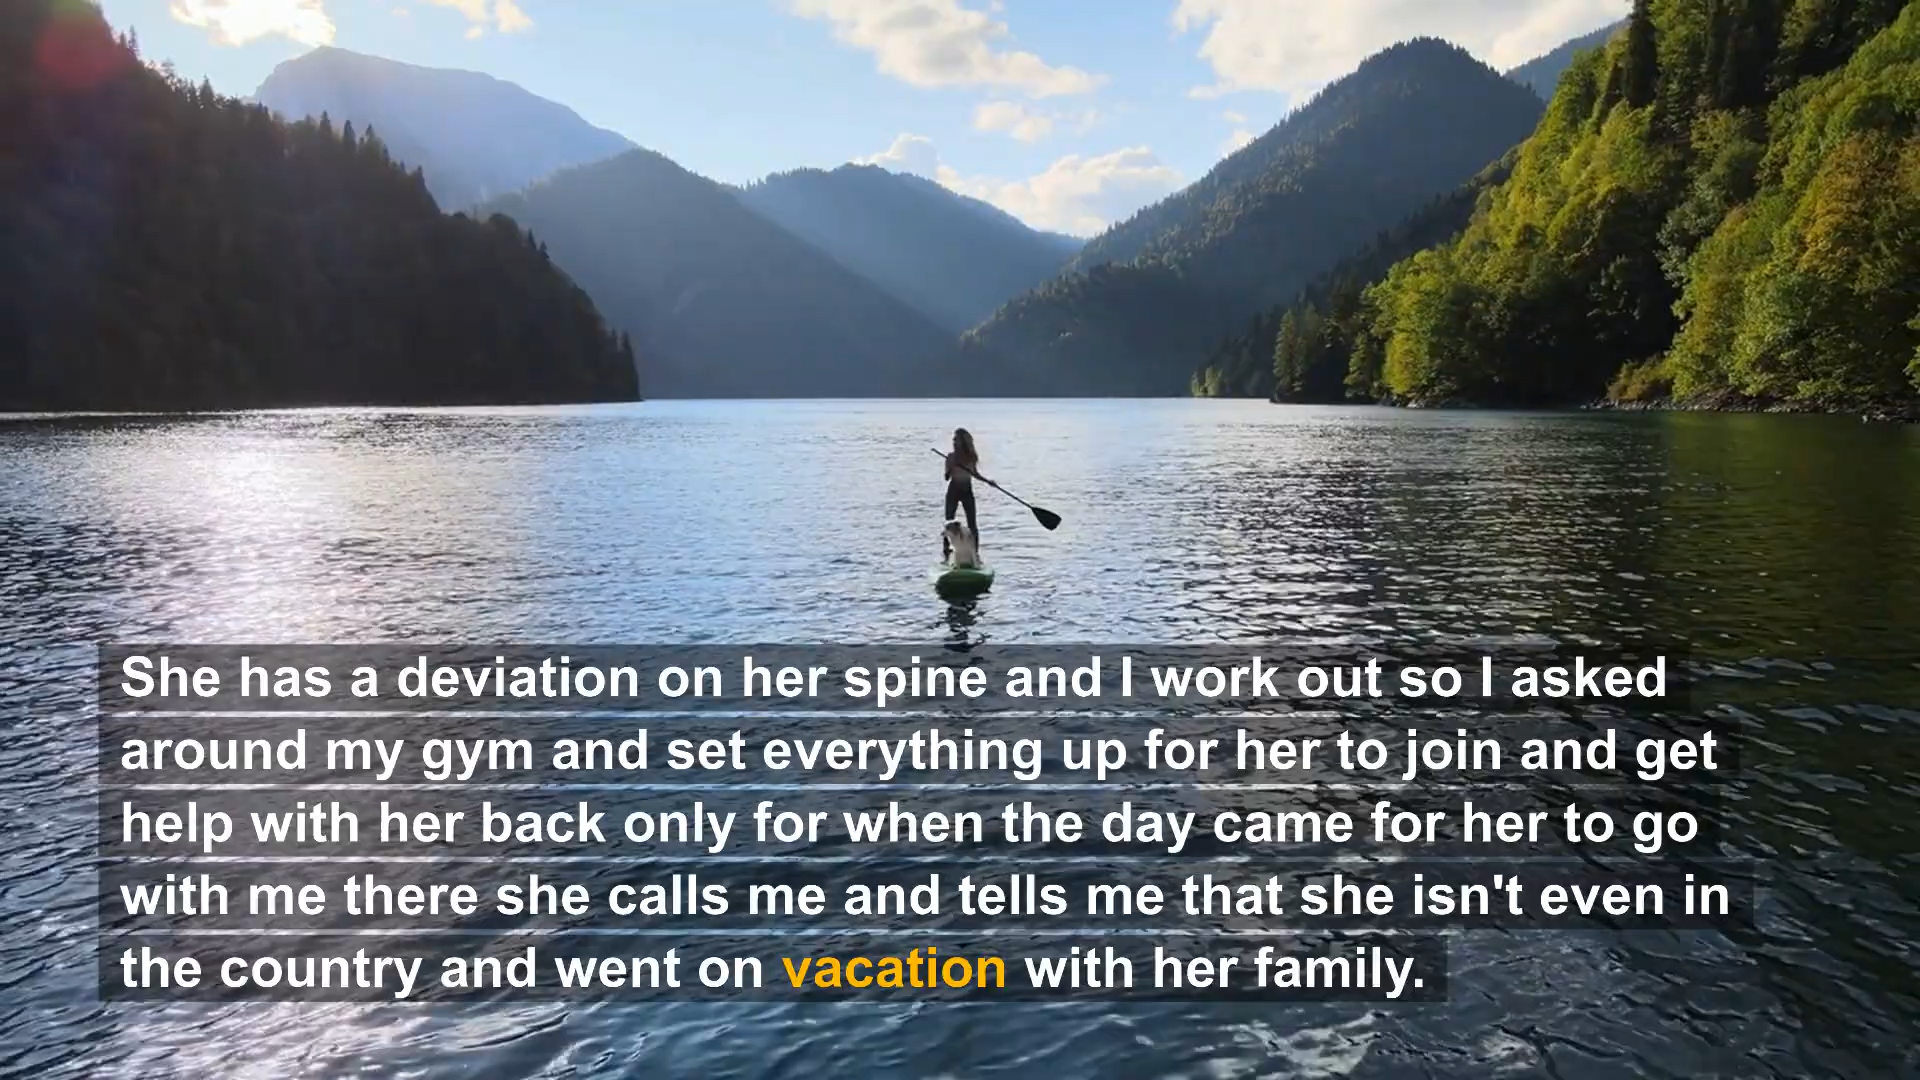 She has a deviation on her spine and I work out so I asked
around my gym and set everything up for her to join and get
help with her back only for when the day came for her to go
with me there she calls me and tells me that she isn't even in
the country and went on vacation with her family.